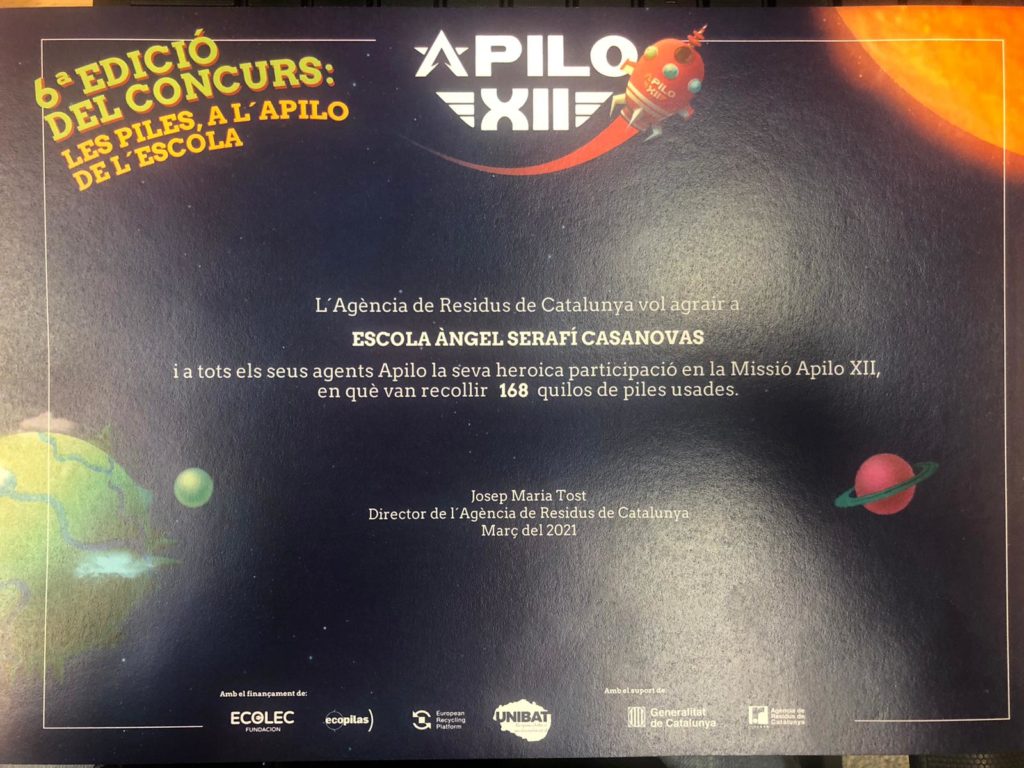 6ª EDICIÓ
DEL CONCURS:
LES PILES, A L´APILO
DE L´ESCOLA
APILO
XII
APILO
XII
L´Agència de Residus de Catalunya vol agrair a
ESCOLA ÀNGEL SERAFÍ CASANOVAS
i a tots els seus agents Apilo la seva heroica participació en la Missió Apilo XII,
en què van recollir 168 quilos de piles usades.
Josep Maria Tost
Director de l´Agència de Residus de Catalunya
Març del 2021
Amb el finançament de:
ECOLEC
FUNDACIÓN
ecopilas
European
Recycling
Platform
UNIBAT
Amb el suport de:
Generalitat
de Catalunya
Agència de
Residus de
Catalunya